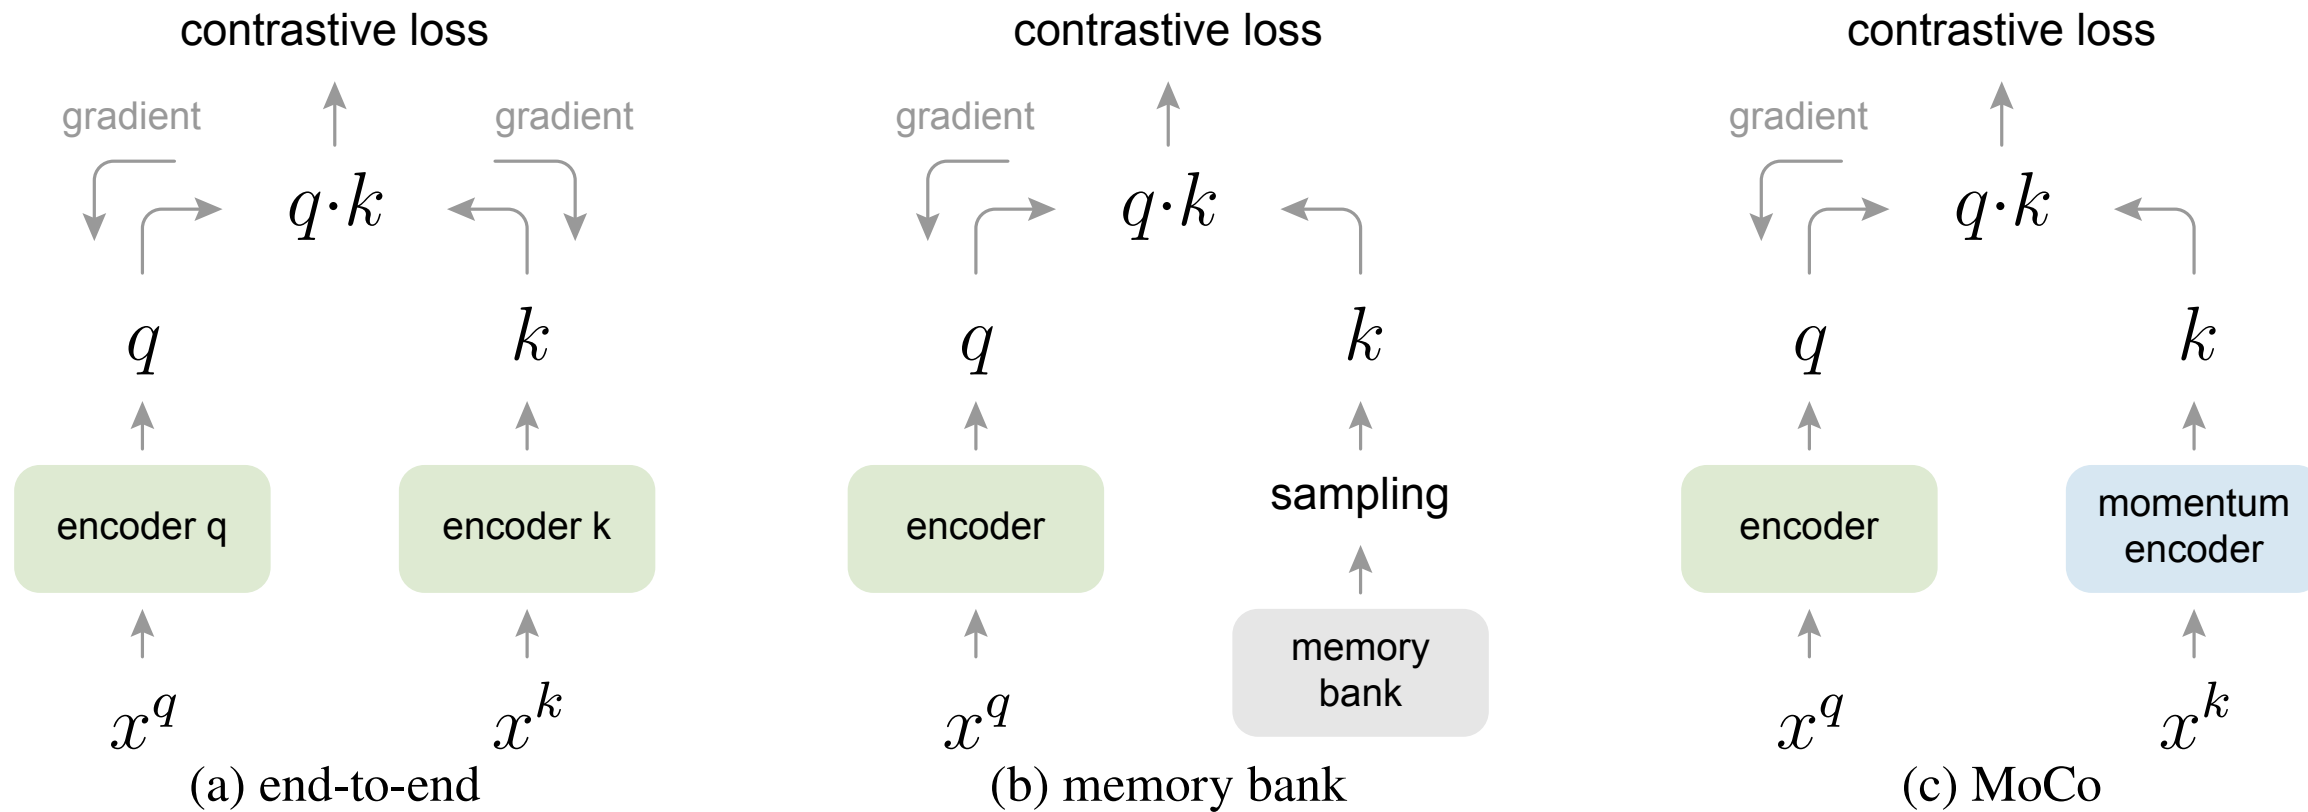 contrastive loss
gradient
gradient
q·k
q
k
encoder q
encoder k
x^q
x^k
(a) end-to-end
contrastive loss
gradient
q·k
q
k
encoder
sampling
memory
bank
x^q
(b) memory bank
contrastive loss
gradient
q·k
q
k
encoder
momentum
encoder
x^q
x^k
(c) MoCo